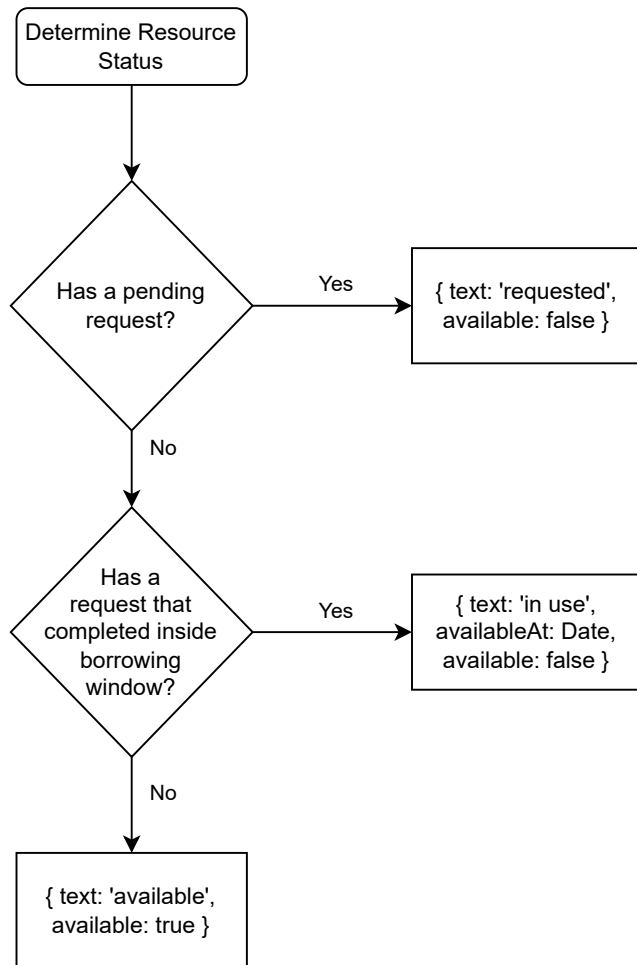 Determine Resource
Status
Has a pending
request?
Yes
{ text: 'requested',
available: false }
No
Has a
request that
completed inside
borrowing
window?
Yes
{ text: 'in use',
availableAt: Date,
available: false }
No
{ text: 'available',
available: true }